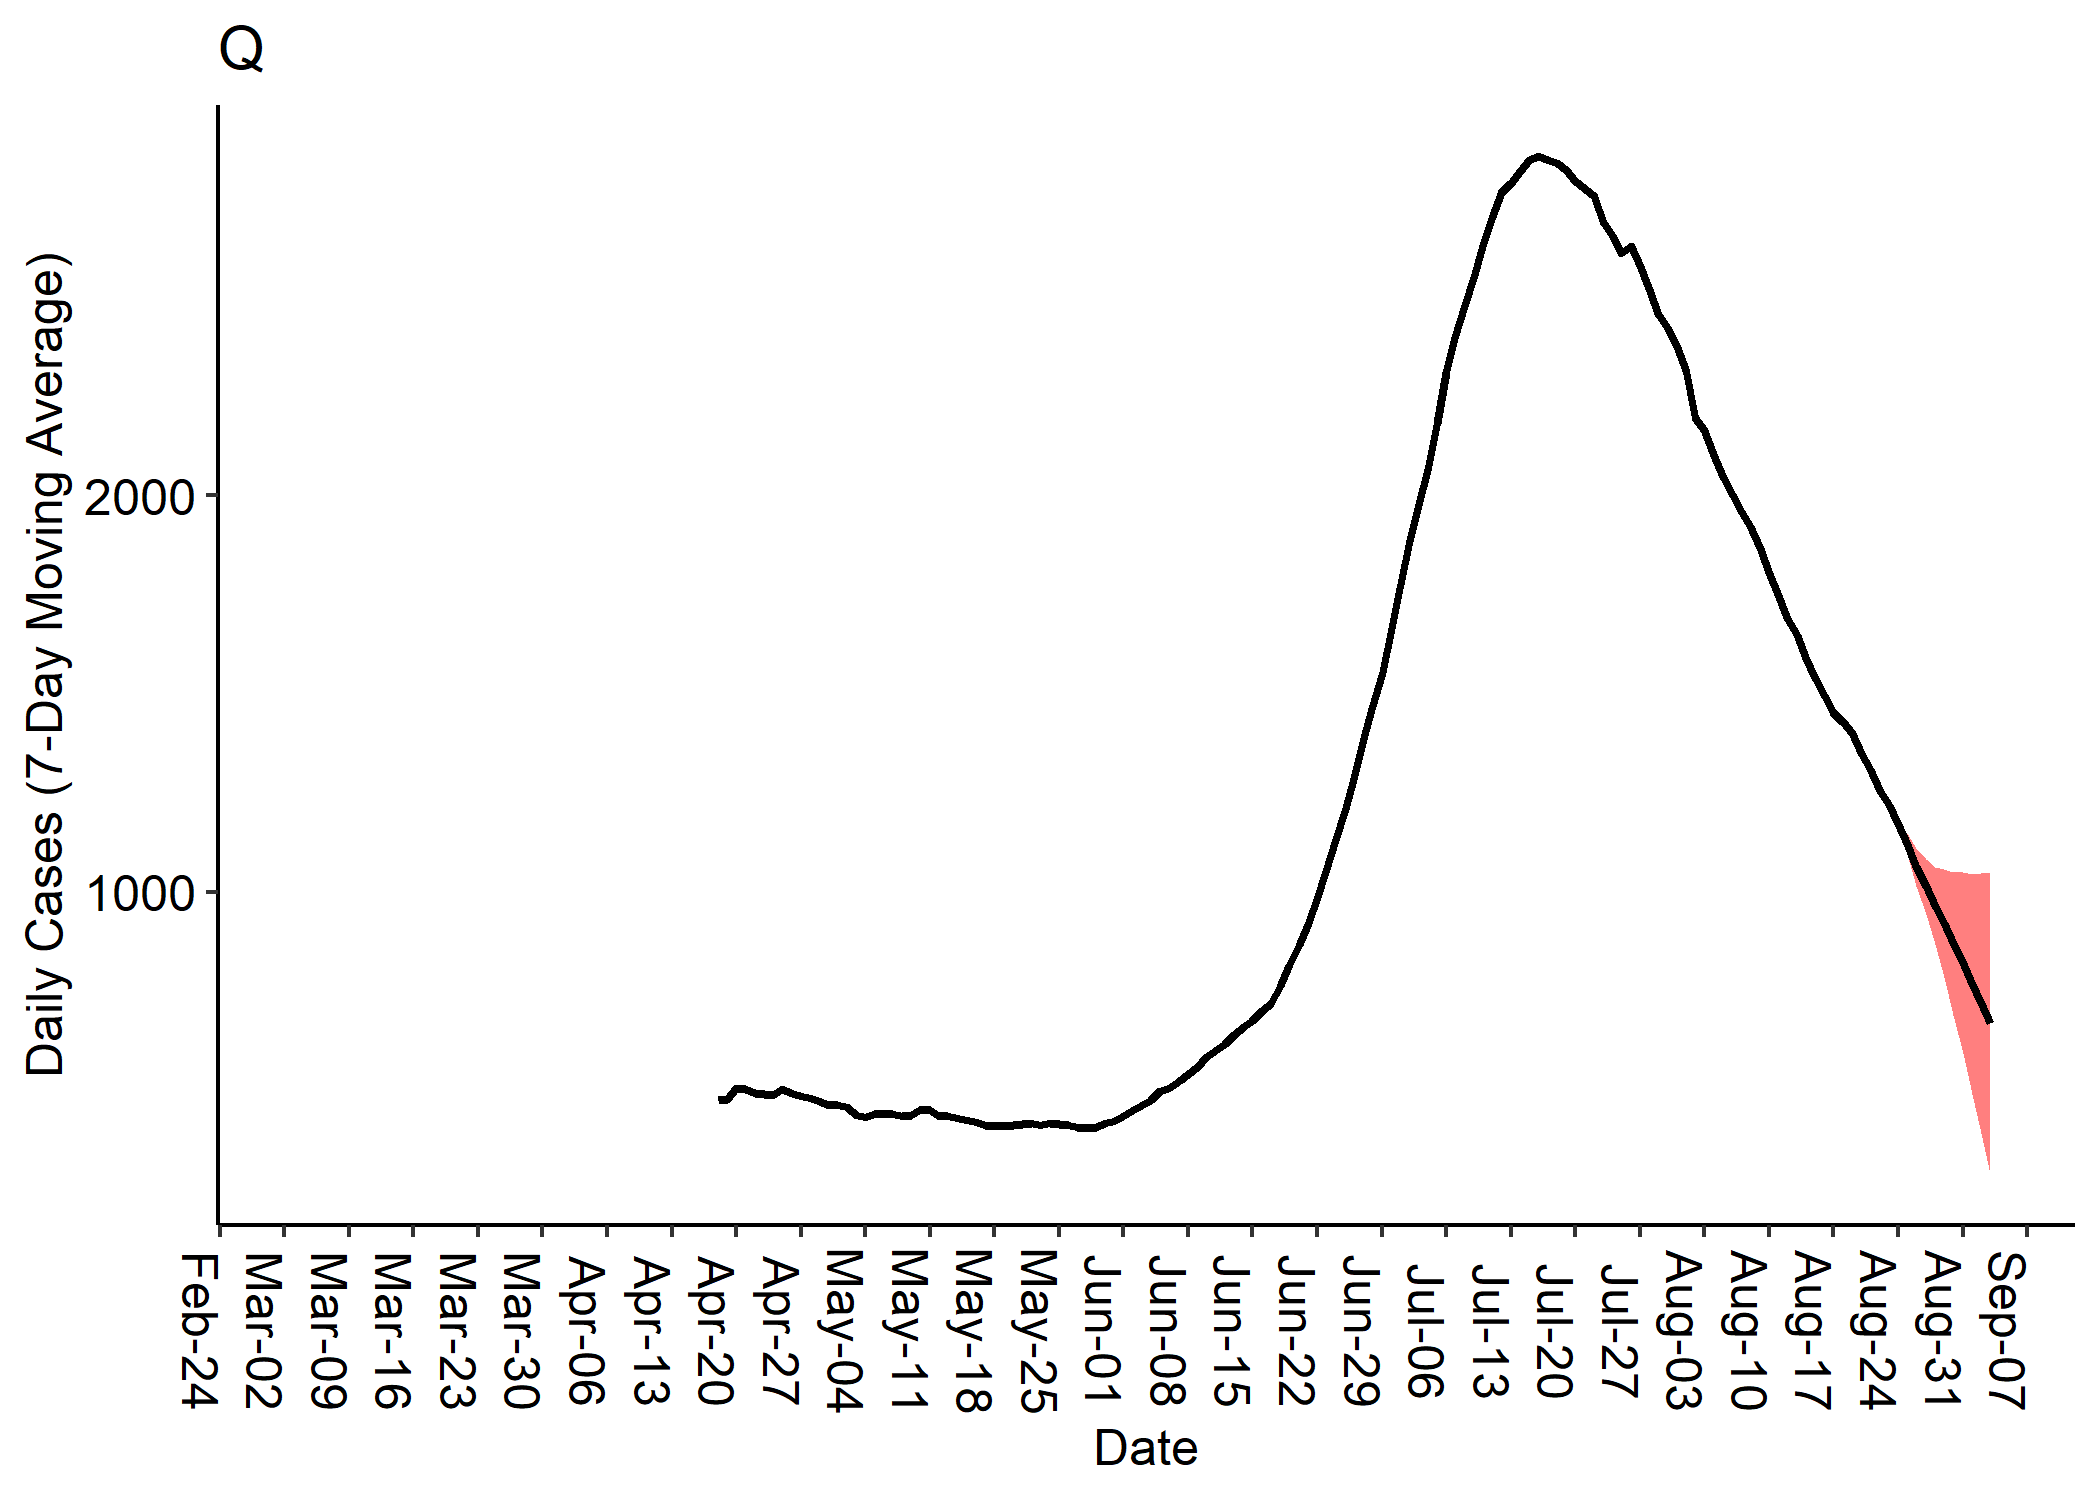 Q
Daily Cases (7-Day Moving Average)
2000
1000
Feb-24
Mar-02
Mar-09
Mar-16
Mar-23
Mar-30
Apr-06
Apr-13
Apr-20
Apr-27
May-04
May-11
May-18
May-25
Jun-01
Jun-08
Jun-15
Jun-22
Jun-29
Jul-06
Jul-13
Jul-20
Jul-27
Aug-03
Aug-10
Aug-17
Aug-24
Aug-31
Sep-07
Date